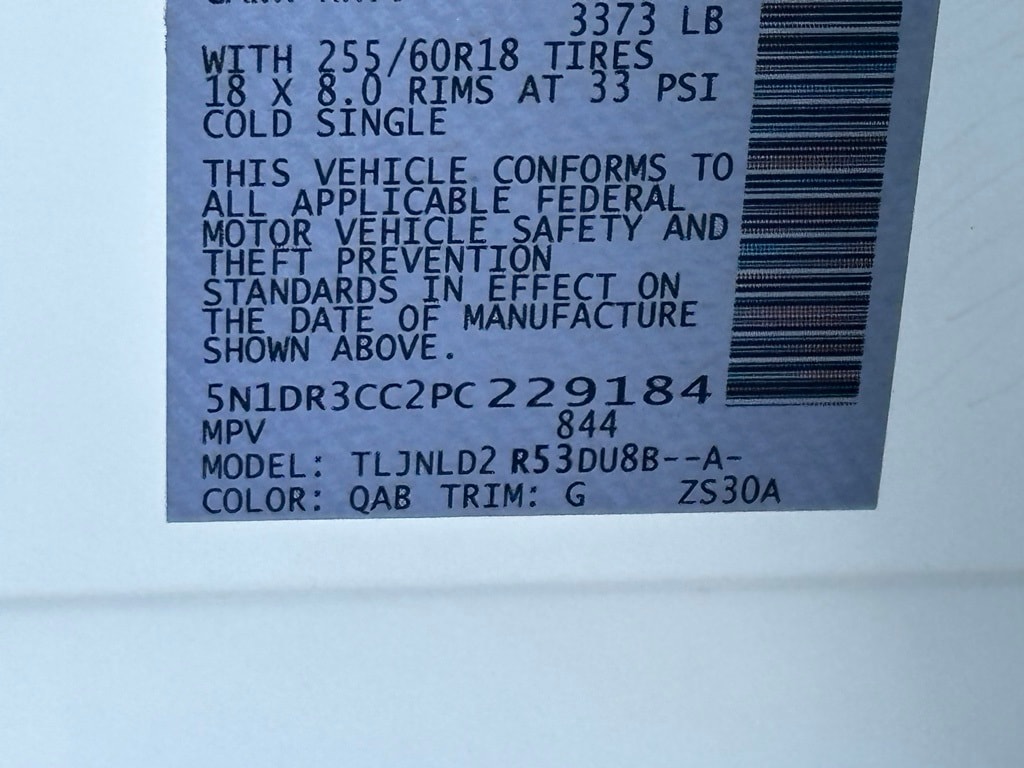 3373 LB
WITH 255/60R18 TIRES
18 X 8.0 RIMS AT 33 PSI
COLD SINGLE
THIS VEHICLE CONFORMS TO
ALL APPLICABLE FEDERAL
MOTOR VEHICLE SAFETY AND
THEFT PREVENTION
STANDARDS IN EFFECT ON
THE DATE OF MANUFACTURE
SHOWN ABOVE.
5N1DR3CC2PC229184
MPV 844
MODEL: TLJNLD2 R53DU8B--A-
COLOR: QAB TRIM: G ZS30A